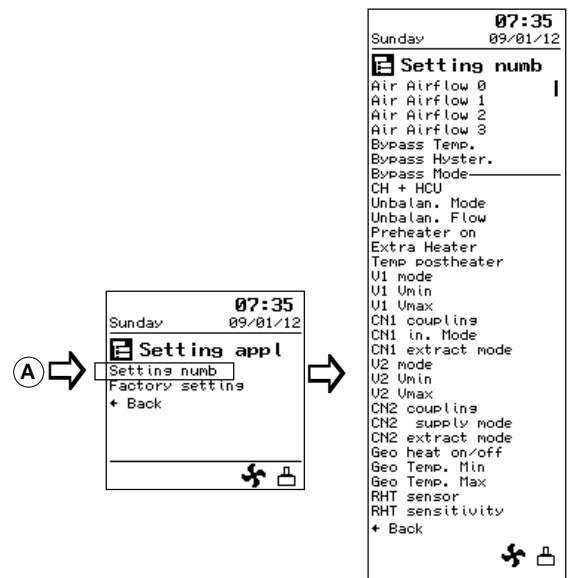 A
07:35
Sunday 09/01/12
Setting appl
Setting numb
Factory setting
← Back
07:35
Sunday 09/01/12
Setting numb
Air Airflow 0
Air Airflow 1
Air Airflow 2
Air Airflow 3
Bypass Temp.
Bypass Hyster.
Bypass Mode
CH + HCU
Unbalan. Mode
Unbalan. Flow
Preheater on
Extra Heater
Temp postheater
V1 mode
V1 Vmin
V1 Vmax
CN1 coupling
CN1 in. Mode
CN1 extract mode
V2 mode
V2 Vmin
V2 Vmax
CN2 coupling
CN2 supply mode
CN2 extract mode
Geo heat on/off
Geo Temp. Min
Geo Temp. Max
RHT sensor
RHT sensitivity
← Back